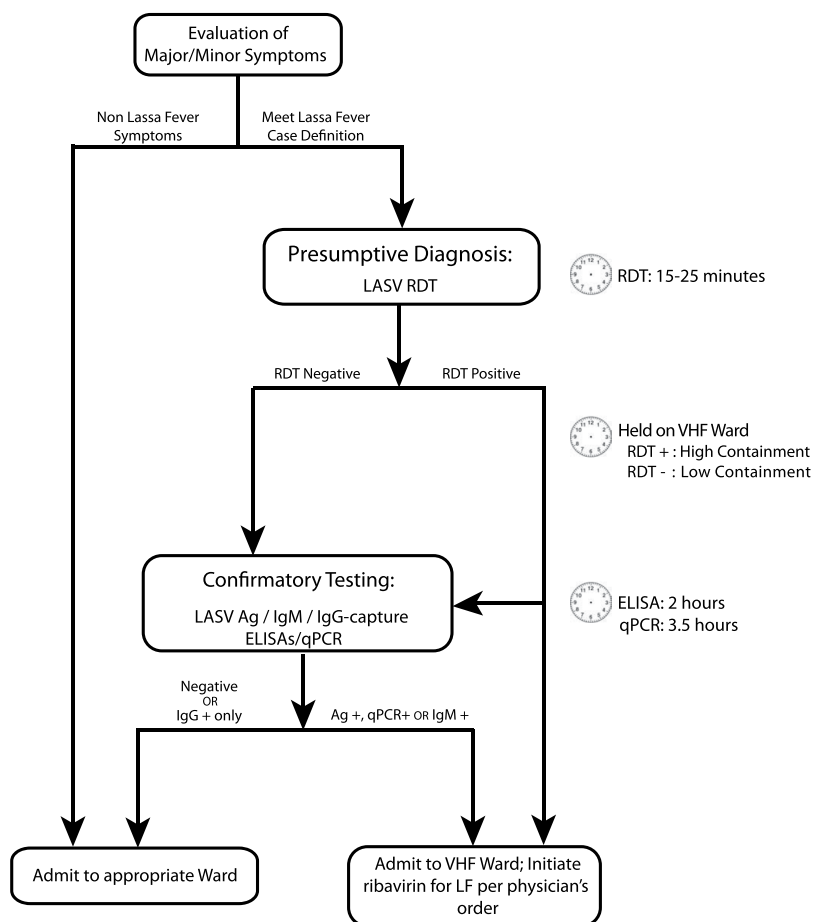 Evaluation of
Major/Minor Symptoms
Non Lassa Fever
Symptoms
Meet Lassa Fever
Case Definition
Presumptive Diagnosis:
LASV RDT
RDT: 15-25 minutes
RDT Negative
RDT Positive
Held on VHF Ward
RDT + : High Containment
RDT - : Low Containment
Confirmatory Testing:
LASV Ag / IgM / IgG-capture
ELISAs/qPCR
ELISA: 2 hours
qPCR: 3.5 hours
Negative
OR
IgG + only
Ag +, qPCR+ OR IgM +
Admit to appropriate Ward
Admit to VHF Ward; Initiate
ribavirin for LF per physician's
order